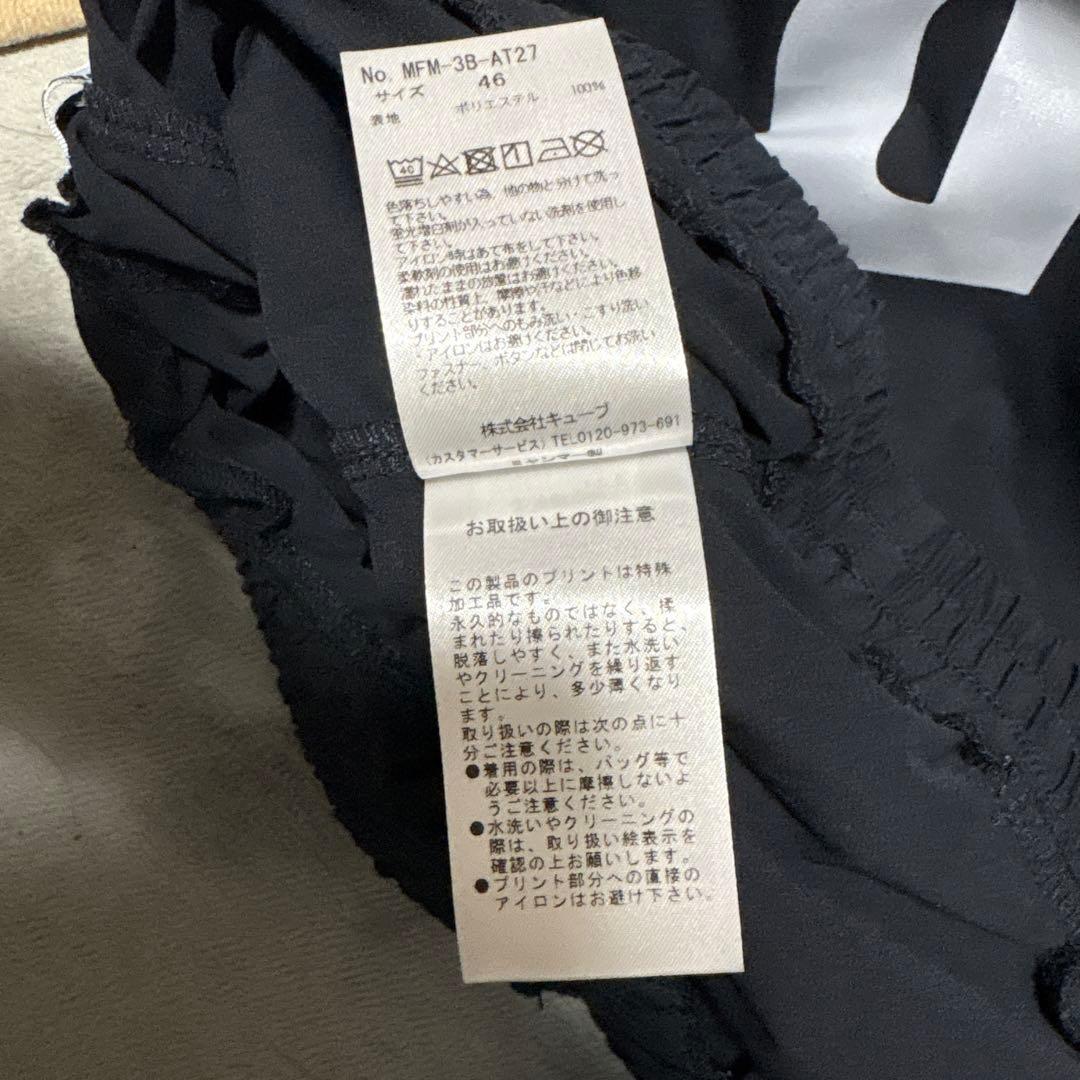 No. MFM-3B-AT27
サイズ 46
表地 ポリエステル 100%
40
色落ちしやすい為、他の物と分けて洗っ
て下さい。
蛍光増白剤が入っていない洗剤を使用し
て下さい。
アイロン時はあて布をして下さい。
柔軟剤の使用はお避けください。
濡れたままの放置はお避けください。
染料の性質上、摩擦や汗などにより色移
りすることがあります。
プリント部分へのもみ洗い・こすり洗い
・アイロンはお避け下さい。
ファスナー、ボタンなどは閉じてお洗い
ください。
株式会社キューブ
(カスタマーサービス) TEL0120-973-691
お取扱い上の御注意
この製品のプリントは特殊
加工品です。
永久的なものではなく、揉
まれたり擦られたりすると、
脱落しやすく、また水洗い
やクリーニングを繰り返す
ことにより、多少薄くなり
ます。
取り扱いの際は次の点に十
分ご注意ください。
●着用の際は、バッグ等で
必要以上に摩擦しないよ
うご注意ください。
●水洗いやクリーニングの
際は、取り扱い絵表示を
確認の上お願いします。
●プリント部分への直接の
アイロンはお避け下さい。